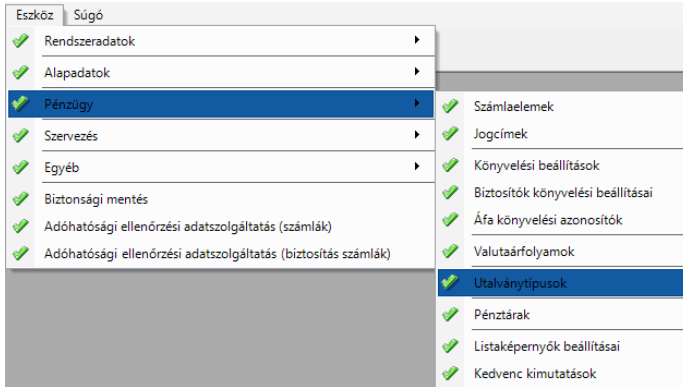 Eszköz Súgó
Rendszeradatok
Alapadatok
Pénzügy
Szervezés
Egyéb
Biztonsági mentés
Adóhatósági ellenőrzési adatszolgáltatás (számlák)
Adóhatósági ellenőrzési adatszolgáltatás (biztosítás számlák)
Számlaelemek
Jogcímek
Könyvelési beállítások
Biztosítók könyvelési beállításai
Áfa könyvelési azonosítók
Valutaárfolyamok
Utalványtípusok
Pénztárak
Listaképernyők beállításai
Kedvenc kimutatások